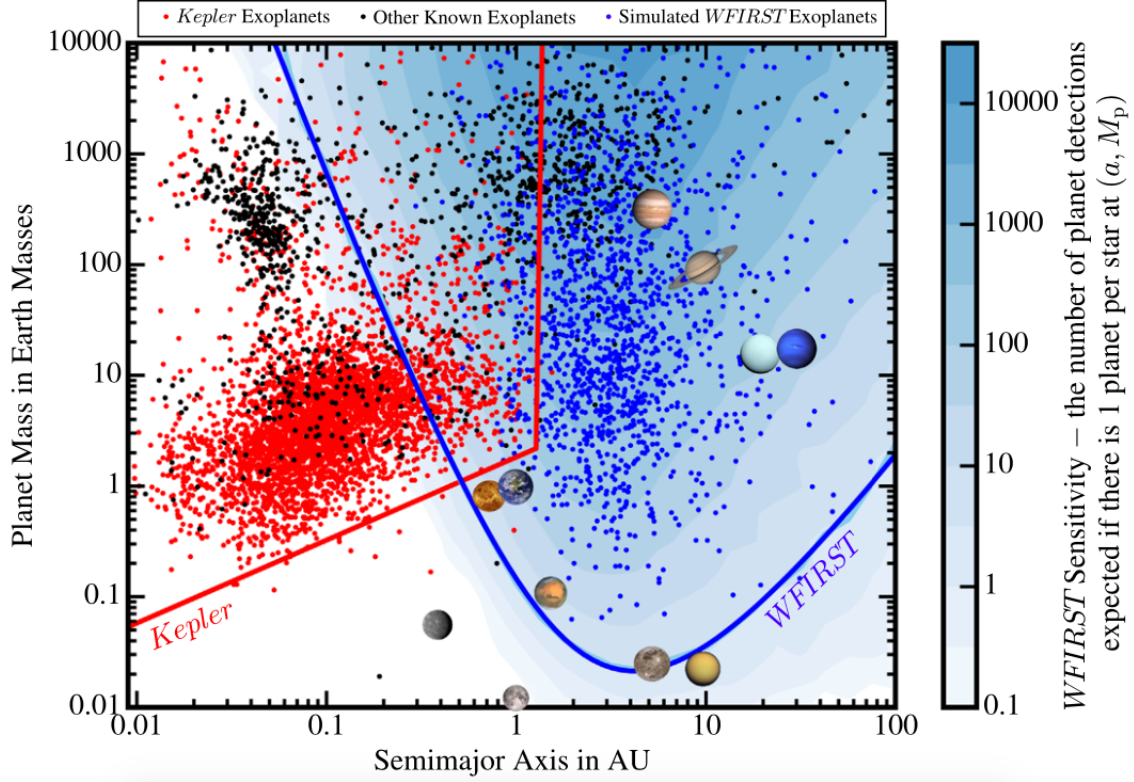 Kepler Exoplanets
Other Known Exoplanets
Simulated WFIRST Exoplanets
10000
1000
100
10
1
0.1
0.01
Planet Mass in Earth Masses
0.01
0.1
1
10
100
Semimajor Axis in AU
Kepler
WFIRST
10000
1000
100
10
1
0.1
WFIRST Sensitivity − the number of planet detections
expected if there is 1 planet per star at (a, Mp)